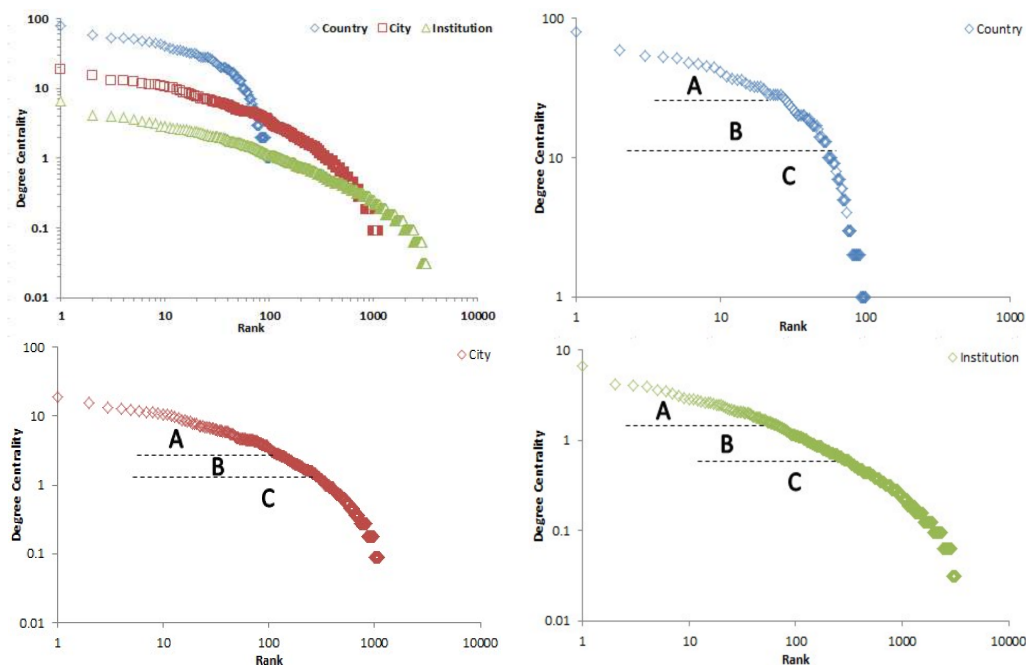 100
10
1
0.1
0.01
Degree Centrality
Country City Institution
1 10 100 1000 10000
Rank
100
10
1
Degree Centrality
Country
A
B
C
1 10 100 1000
Rank
100
10
1
0.1
0.01
Degree Centrality
City
A
B
C
1 10 100 1000 10000
Rank
10
1
0.1
0.01
Degree Centrality
Institution
A
B
C
1 10 100 1000 10000
Rank